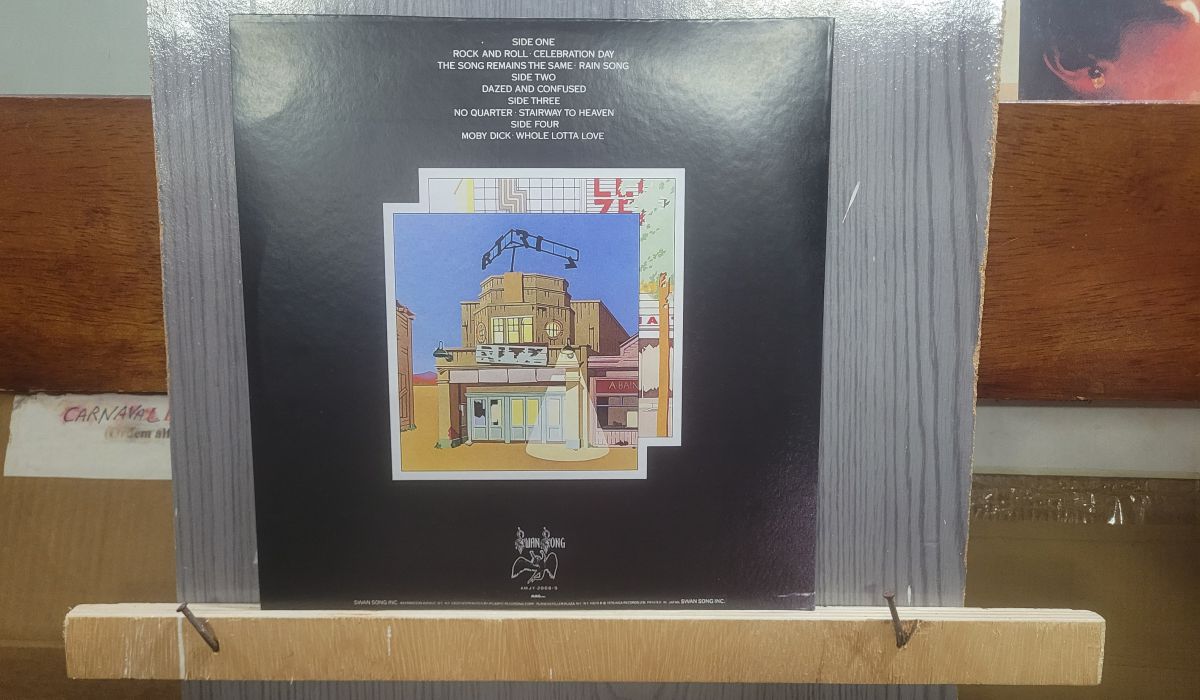 SIDE ONE
ROCK AND ROLL · CELEBRATION DAY
THE SONG REMAINS THE SAME · RAIN SONG
SIDE TWO
DAZED AND CONFUSED
SIDE THREE
NO QUARTER · STAIRWAY TO HEAVEN
SIDE FOUR
MOBY DICK · WHOLE LOTTA LOVE
RITZ
A BAR
CARNAVAL
SWAN SONG
SWAN SONG INC.
SWAN SONG INC.